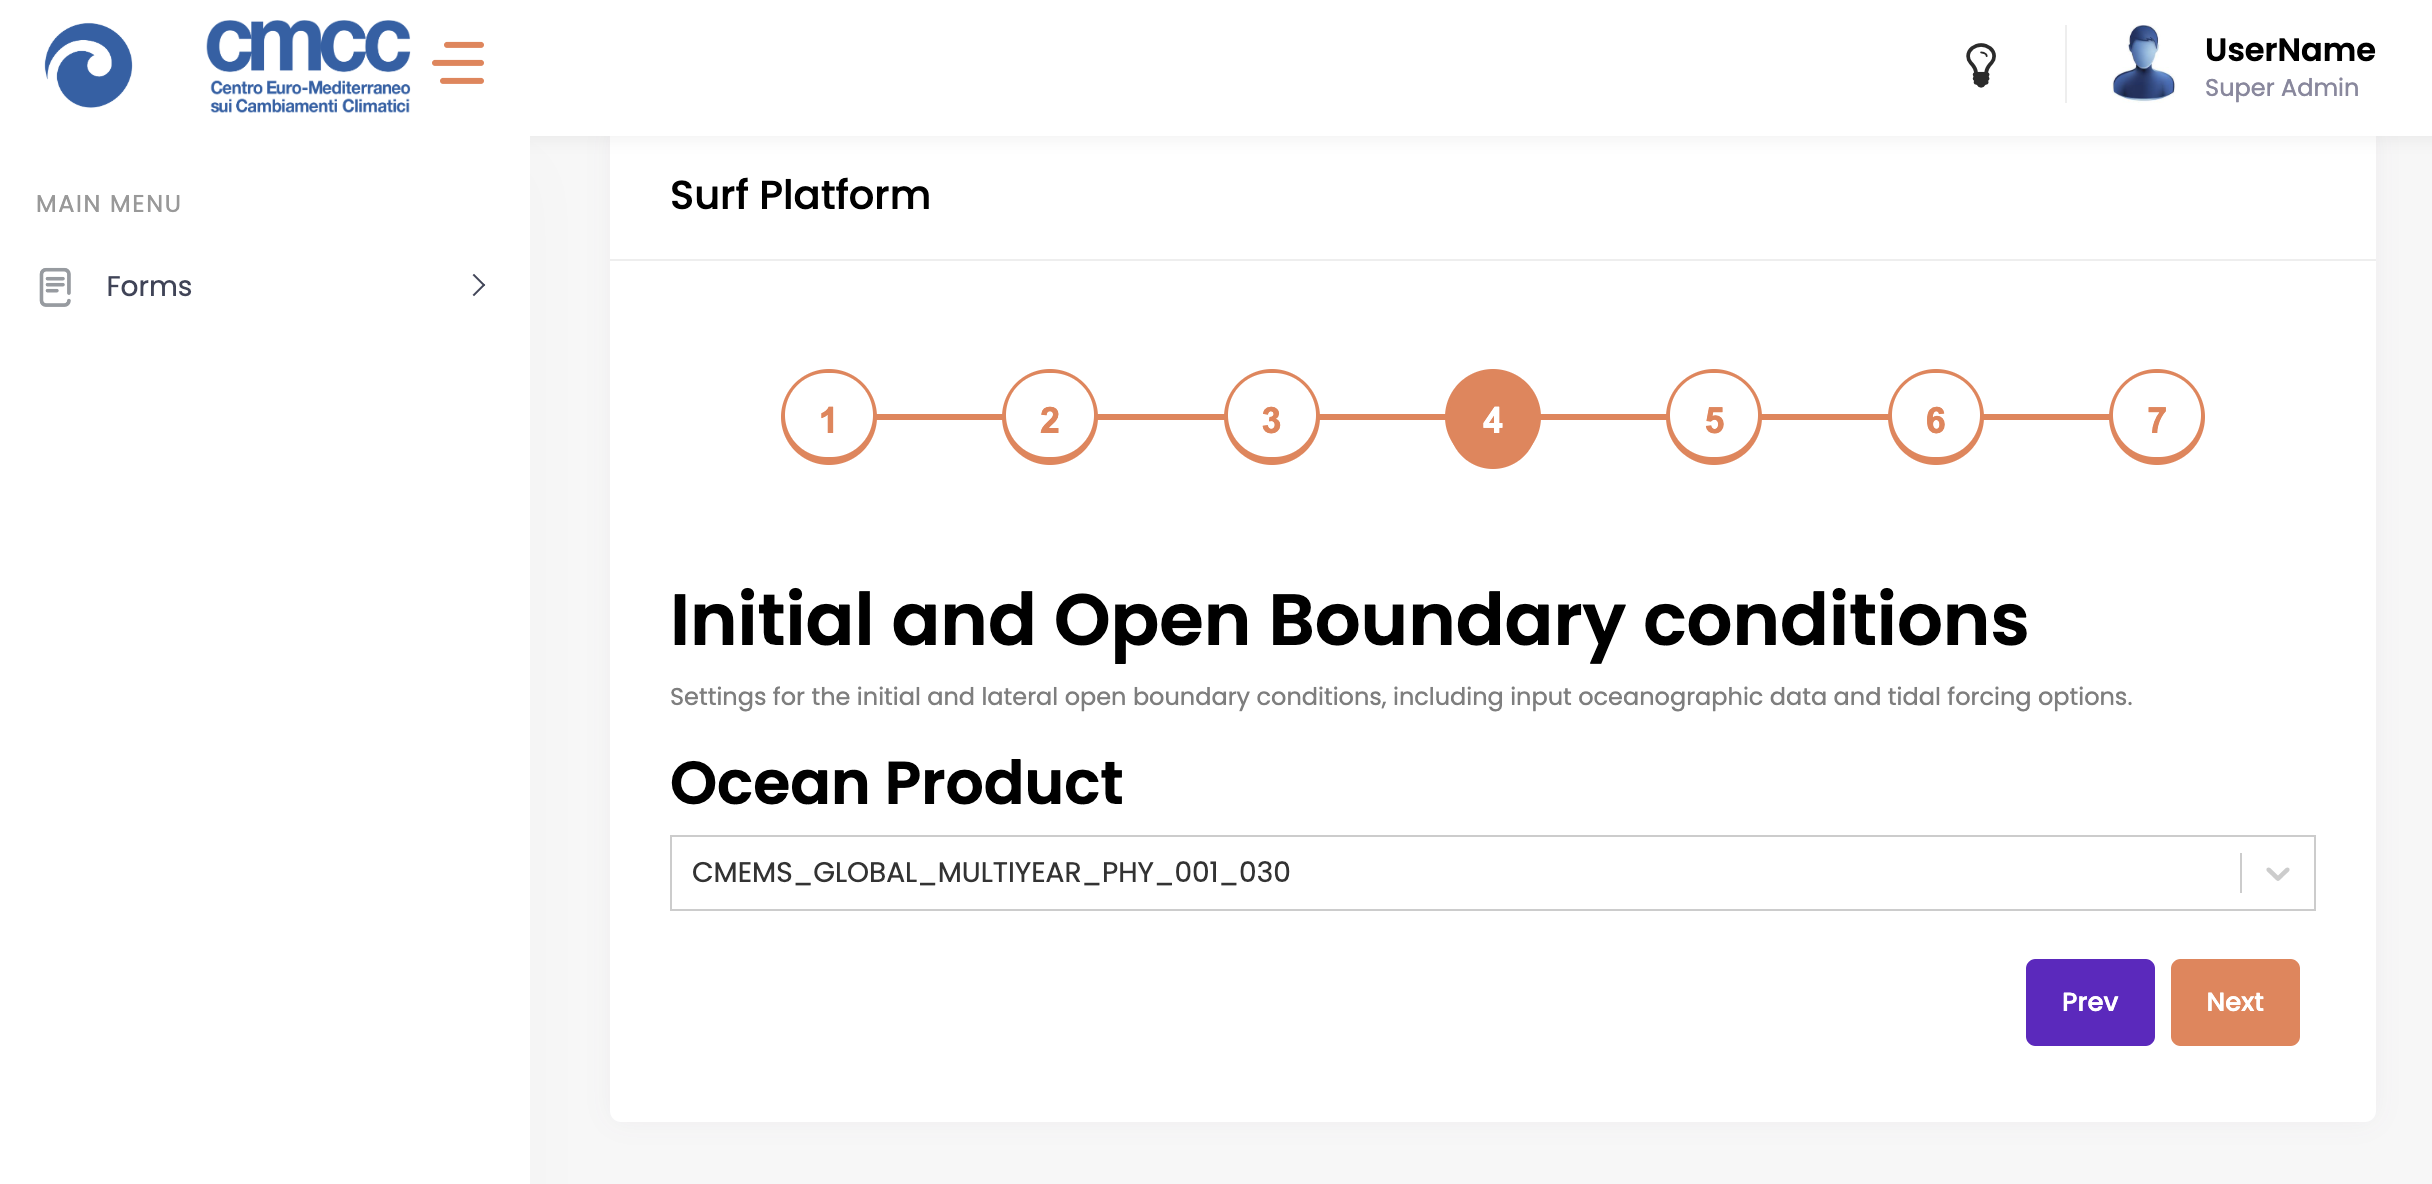 cmcc
Centro Euro-Mediterraneo
sui Cambiamenti Climatici
UserName
Super Admin
MAIN MENU
Forms
Surf Platform
1 2 3 4 5 6 7
Initial and Open Boundary conditions
Settings for the initial and lateral open boundary conditions, including input oceanographic data and tidal forcing options.
Ocean Product
CMEMS_GLOBAL_MULTIYEAR_PHY_001_030
Prev Next